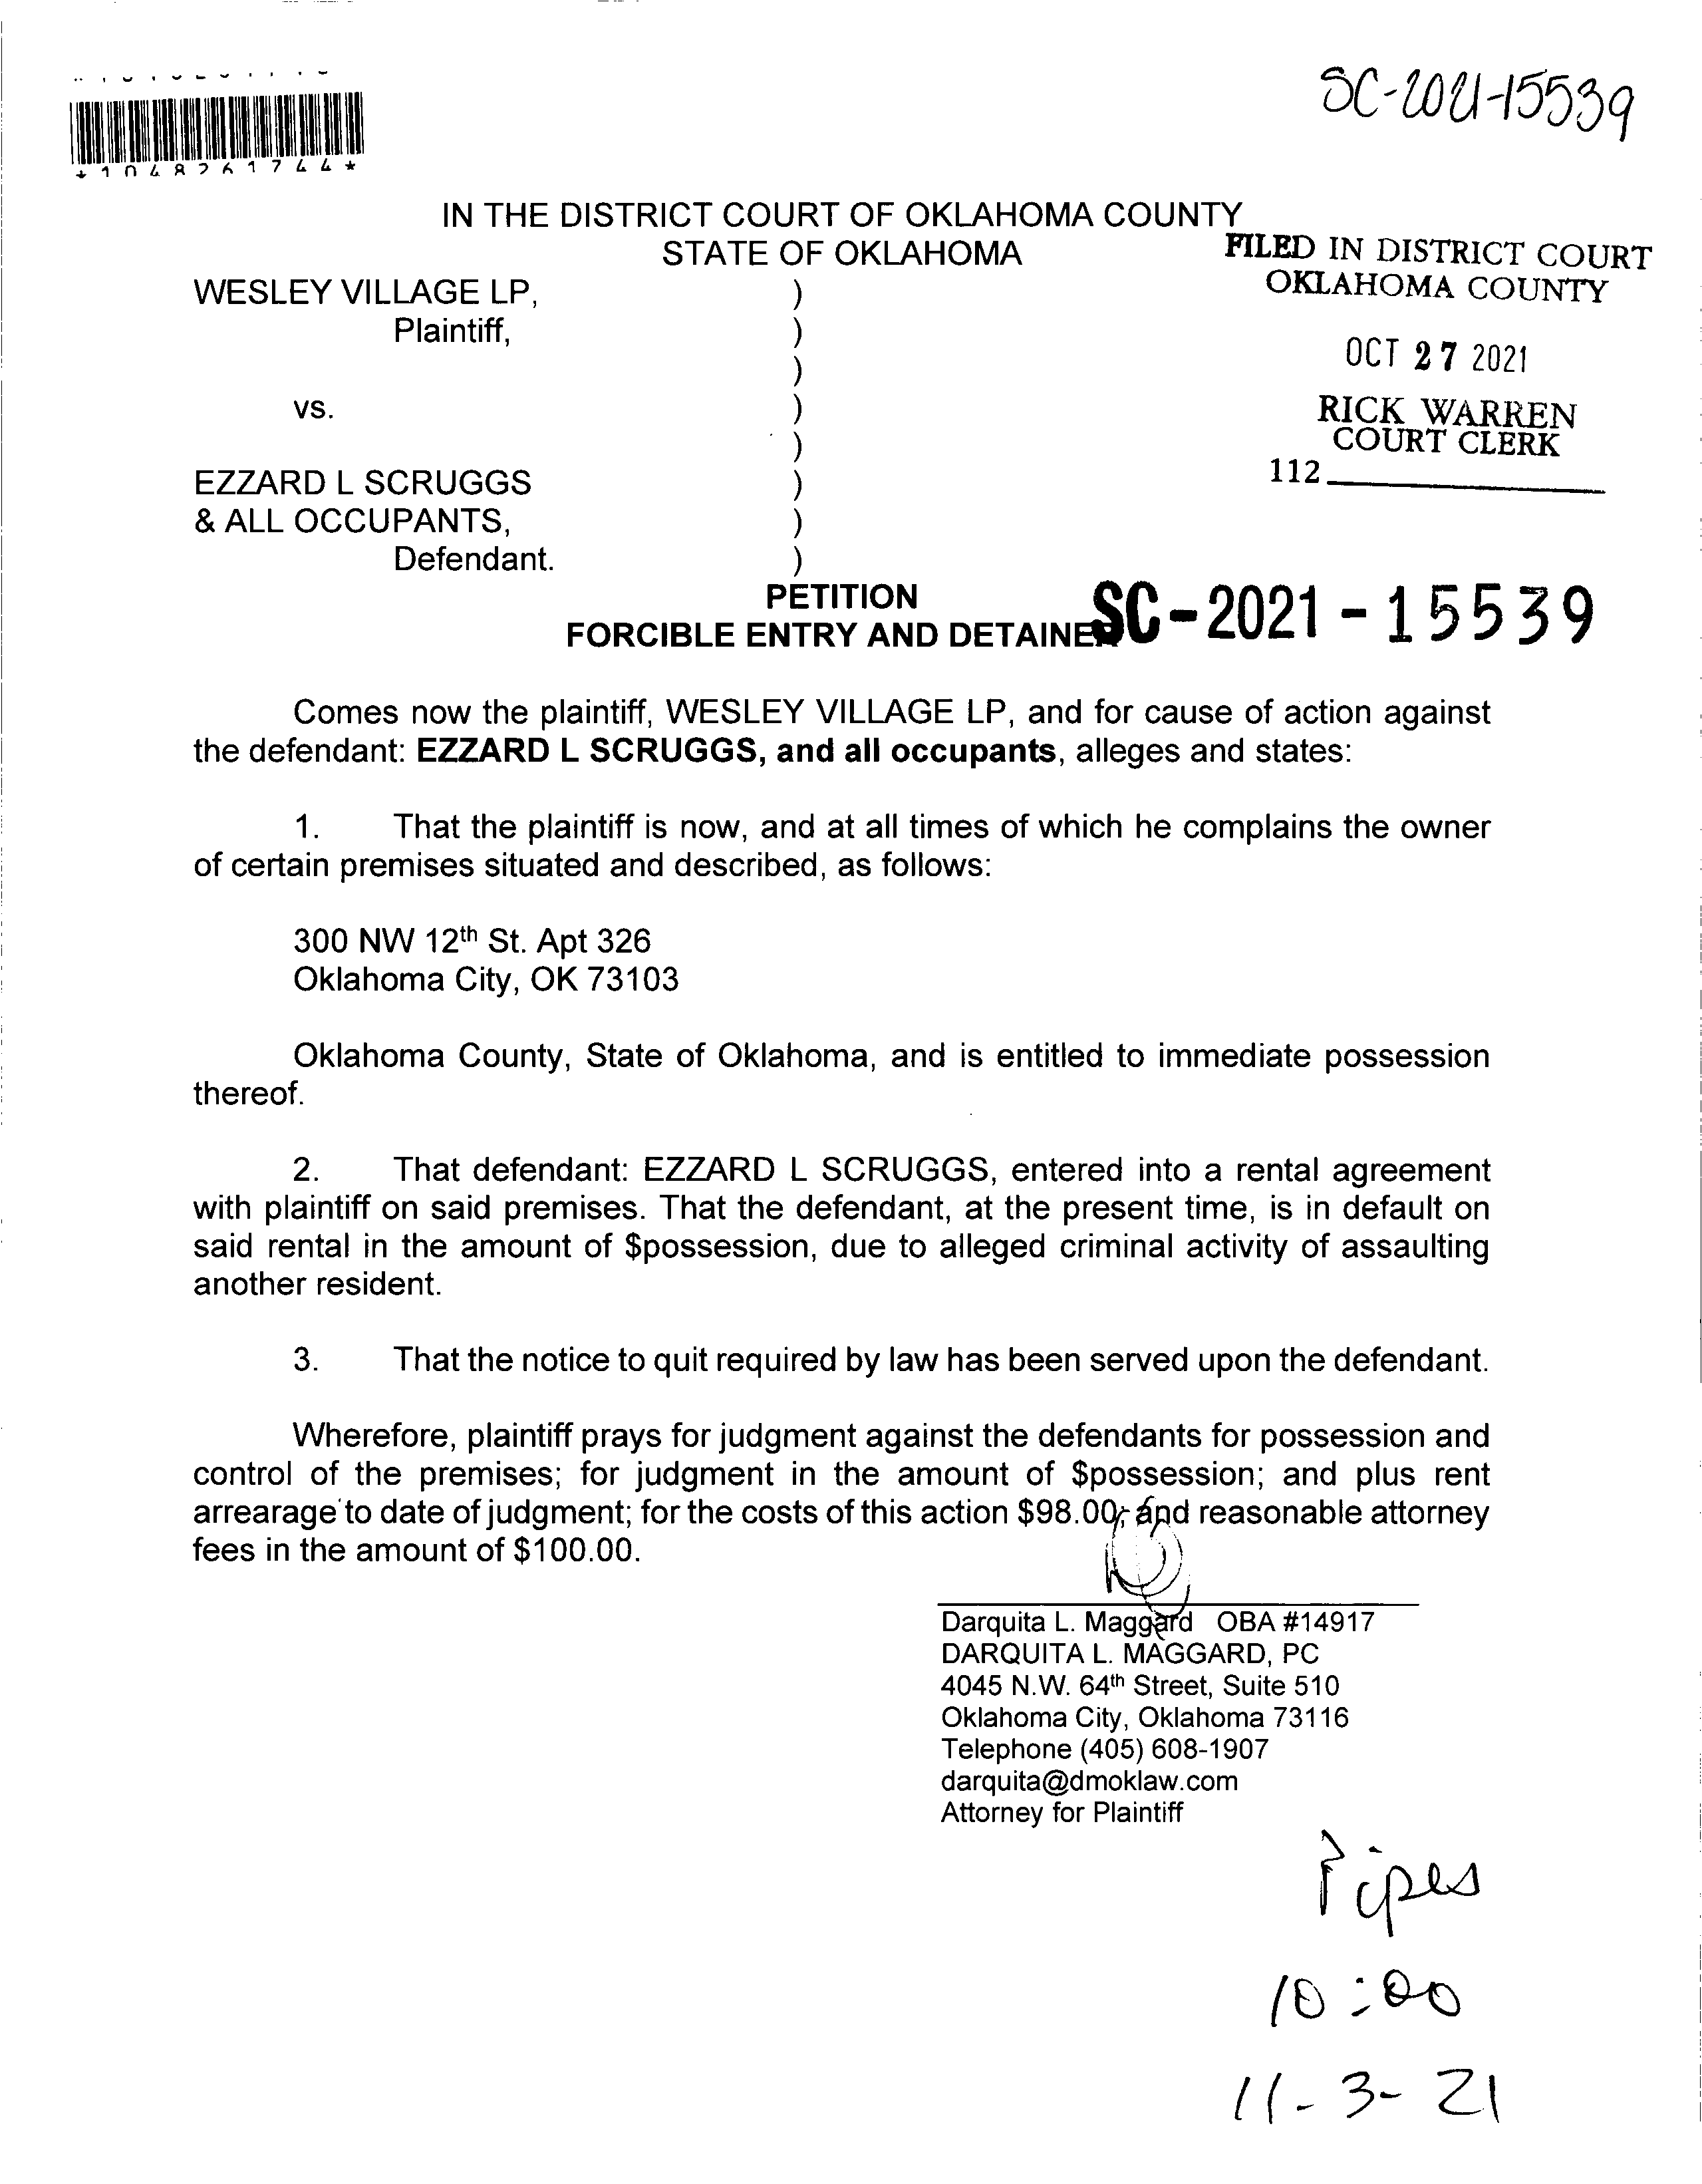 SC-2021-15539
*1048261744*
IN THE DISTRICT COURT OF OKLAHOMA COUNTY
STATE OF OKLAHOMA
FILED IN DISTRICT COURT
OKLAHOMA COUNTY
OCT 27 2021
RICK WARREN
COURT CLERK
112
WESLEY VILLAGE LP, )
Plaintiff, )
)
vs. )
)
EZZARD L SCRUGGS )
& ALL OCCUPANTS, )
Defendant. )
PETITION
FORCIBLE ENTRY AND DETAINER
SC-2021-15539
Comes now the plaintiff, WESLEY VILLAGE LP, and for cause of action against
the defendant: EZZARD L SCRUGGS, and all occupants, alleges and states:
1. That the plaintiff is now, and at all times of which he complains the owner
of certain premises situated and described, as follows:
300 NW 12th St. Apt 326
Oklahoma City, OK 73103
Oklahoma County, State of Oklahoma, and is entitled to immediate possession
thereof.
2. That defendant: EZZARD L SCRUGGS, entered into a rental agreement
with plaintiff on said premises. That the defendant, at the present time, is in default on
said rental in the amount of $possession, due to alleged criminal activity of assaulting
another resident.
3. That the notice to quit required by law has been served upon the defendant.
Wherefore, plaintiff prays for judgment against the defendants for possession and
control of the premises; for judgment in the amount of $possession; and plus rent
arrearage to date of judgment; for the costs of this action $98.00; and reasonable attorney
fees in the amount of $100.00.
Darquita L. Maggard OBA #14917
DARQUITA L. MAGGARD, PC
4045 N.W. 64th Street, Suite 510
Oklahoma City, Oklahoma 73116
Telephone (405) 608-1907
darquita@dmoklaw.com
Attorney for Plaintiff
Pipes
10:00
11-3-21